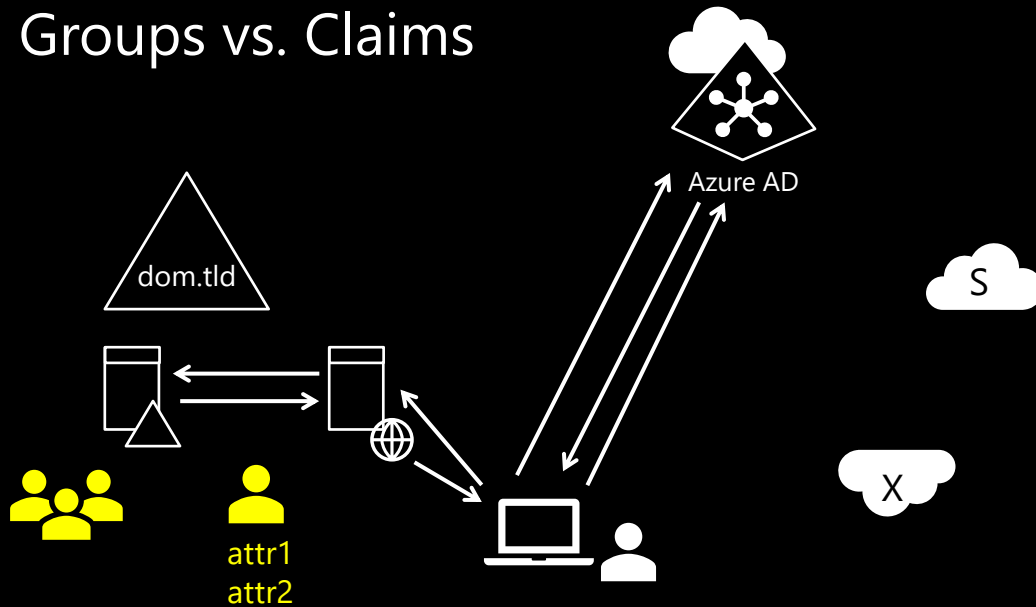 Groups vs. Claims
Azure AD
dom.tld
S
X
attr1
attr2